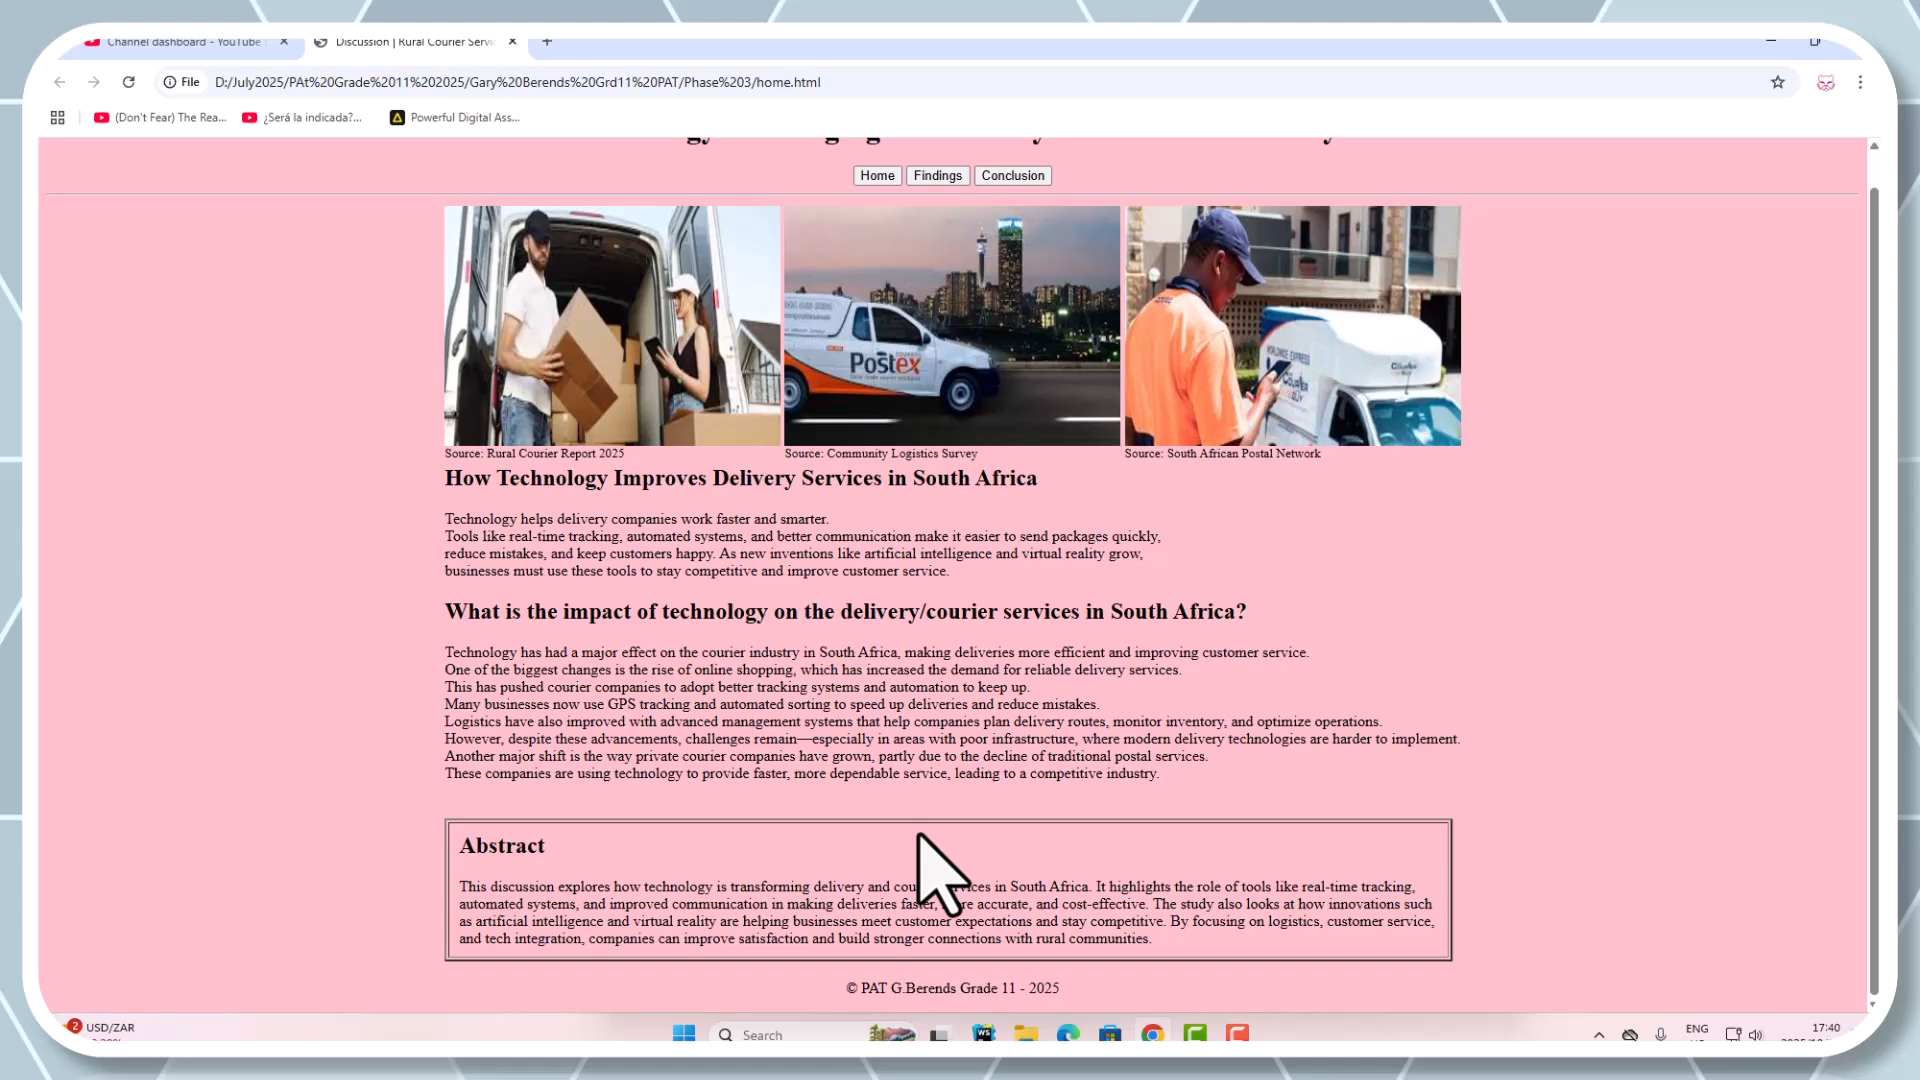 Channel dashboard - YouTube
Discussion | Rural Courier Servi
File
D:/July2025/PAt%20Grade%2011%202025/Gary%20Berends%20Grd11%20PAT/Phase%203/home.html
(Don't Fear) The Rea...
¿Será la indicada?...
Powerful Digital Ass...
Home
Findings
Conclusion
Postex
Source: Rural Courier Report 2025
Source: Community Logistics Survey
Source: South African Postal Network
How Technology Improves Delivery Services in South Africa
Technology helps delivery companies work faster and smarter.
Tools like real-time tracking, automated systems, and better communication make it easier to send packages quickly,
reduce mistakes, and keep customers happy. As new inventions like artificial intelligence and virtual reality grow,
businesses must use these tools to stay competitive and improve customer service.
What is the impact of technology on the delivery/courier services in South Africa?
Technology has had a major effect on the courier industry in South Africa, making deliveries more efficient and improving customer service.
One of the biggest changes is the rise of online shopping, which has increased the demand for reliable delivery services.
This has pushed courier companies to adopt better tracking systems and automation to keep up.
Many businesses now use GPS tracking and automated sorting to speed up deliveries and reduce mistakes.
Logistics have also improved with advanced management systems that help companies plan delivery routes, monitor inventory, and optimize operations.
However, despite these advancements, challenges remain—especially in areas with poor infrastructure, where modern delivery technologies are harder to implement.
Another major shift is the way private courier companies have grown, partly due to the decline of traditional postal services.
These companies are using technology to provide faster, more dependable service, leading to a competitive industry.
Abstract
This discussion explores how technology is transforming delivery and cou ices in South Africa. It highlights the role of tools like real-time tracking,
automated systems, and improved communication in making deliveries faster, re accurate, and cost-effective. The study also looks at how innovations such
as artificial intelligence and virtual reality are helping businesses meet customer expectations and stay competitive. By focusing on logistics, customer service,
and tech integration, companies can improve satisfaction and build stronger connections with rural communities.
© PAT G.Berends Grade 11 - 2025
2
USD/ZAR
Search
WS
ENG
17:40